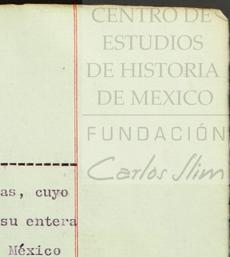 CENTRO DE
ESTUDIOS
DE HISTORIA
DE MEXICO
FUNDACIÓN
Carlos Slim
as, cuyo
su entera
México